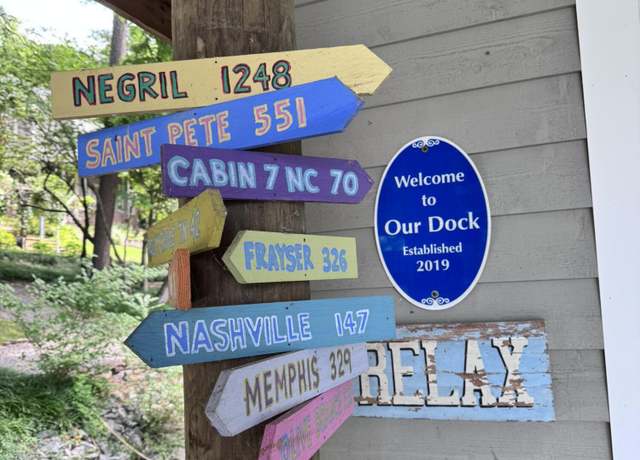 NEGRIL 1248
SAINT PETE 551
CABIN 7 NC 70
FRAYSER 326
NASHVILLE 147
MEMPHIS 329
Welcome
to
Our Dock
Established
2019
RELAX